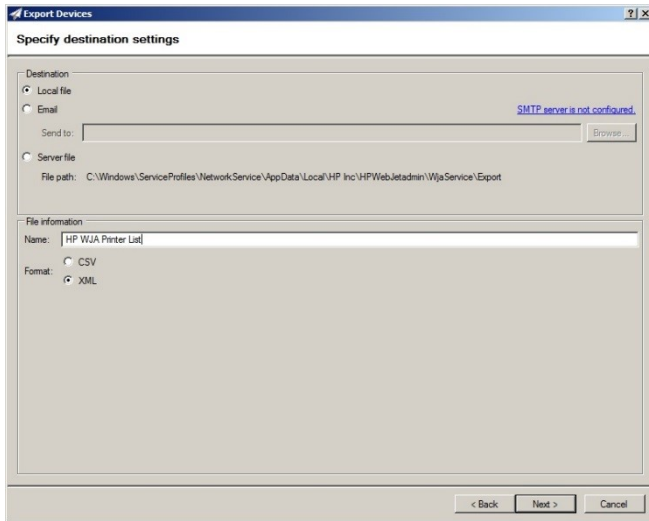 Export Devices
Specify destination settings
Destination
Local file
Email
SMTP server is not configured.
Send to:
Browse...
Server file
File path: C:\Windows\ServiceProfiles\NetworkService\AppData\Local\HP Inc\HPWebJetadmin\WjaService\Export
File information
Name: HP WJA Printer List
Format:
CSV
XML
< Back
Next >
Cancel